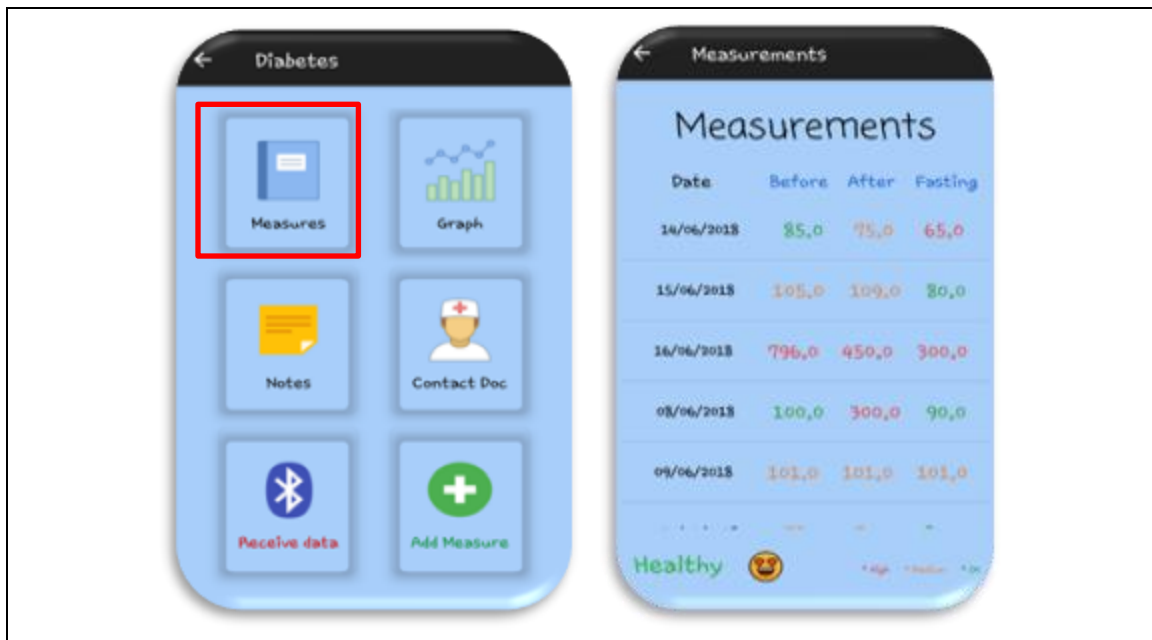 Diabetes
Measures
Graph
Notes
Contact Doc
Receive data
Add Measure
Measurements
Measurements
Date Before After Fasting
14/06/2018 85,0 75,0 65,0
15/06/2018 105,0 109,0 80,0
16/06/2018 796,0 450,0 300,0
08/06/2018 100,0 300,0 90,0
09/06/2018 101,0 101,0 101,0
Healthy
* High